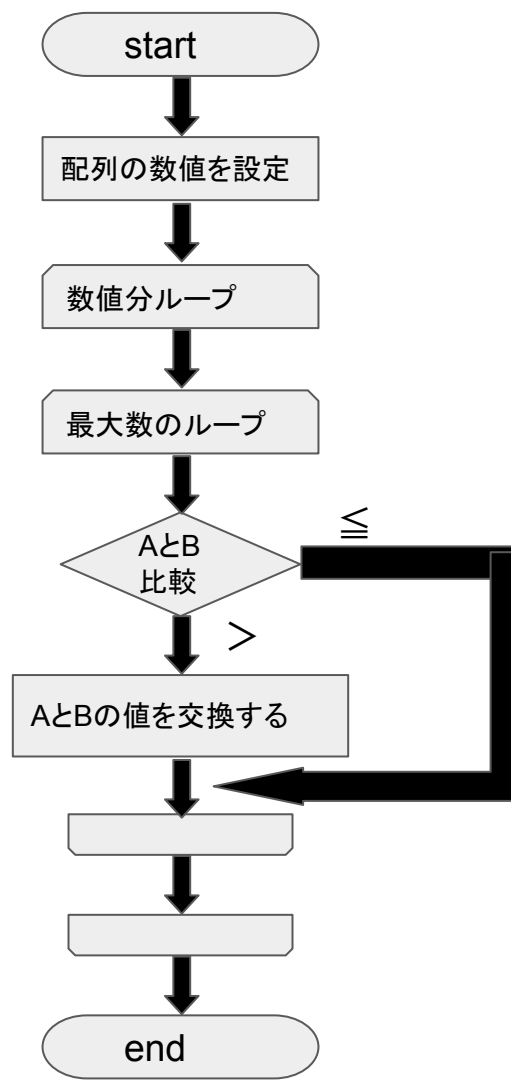 start
配列の数値を設定
数値分ループ
最大数のループ
AとB
比較
≦
＞
AとBの値を交換する
end